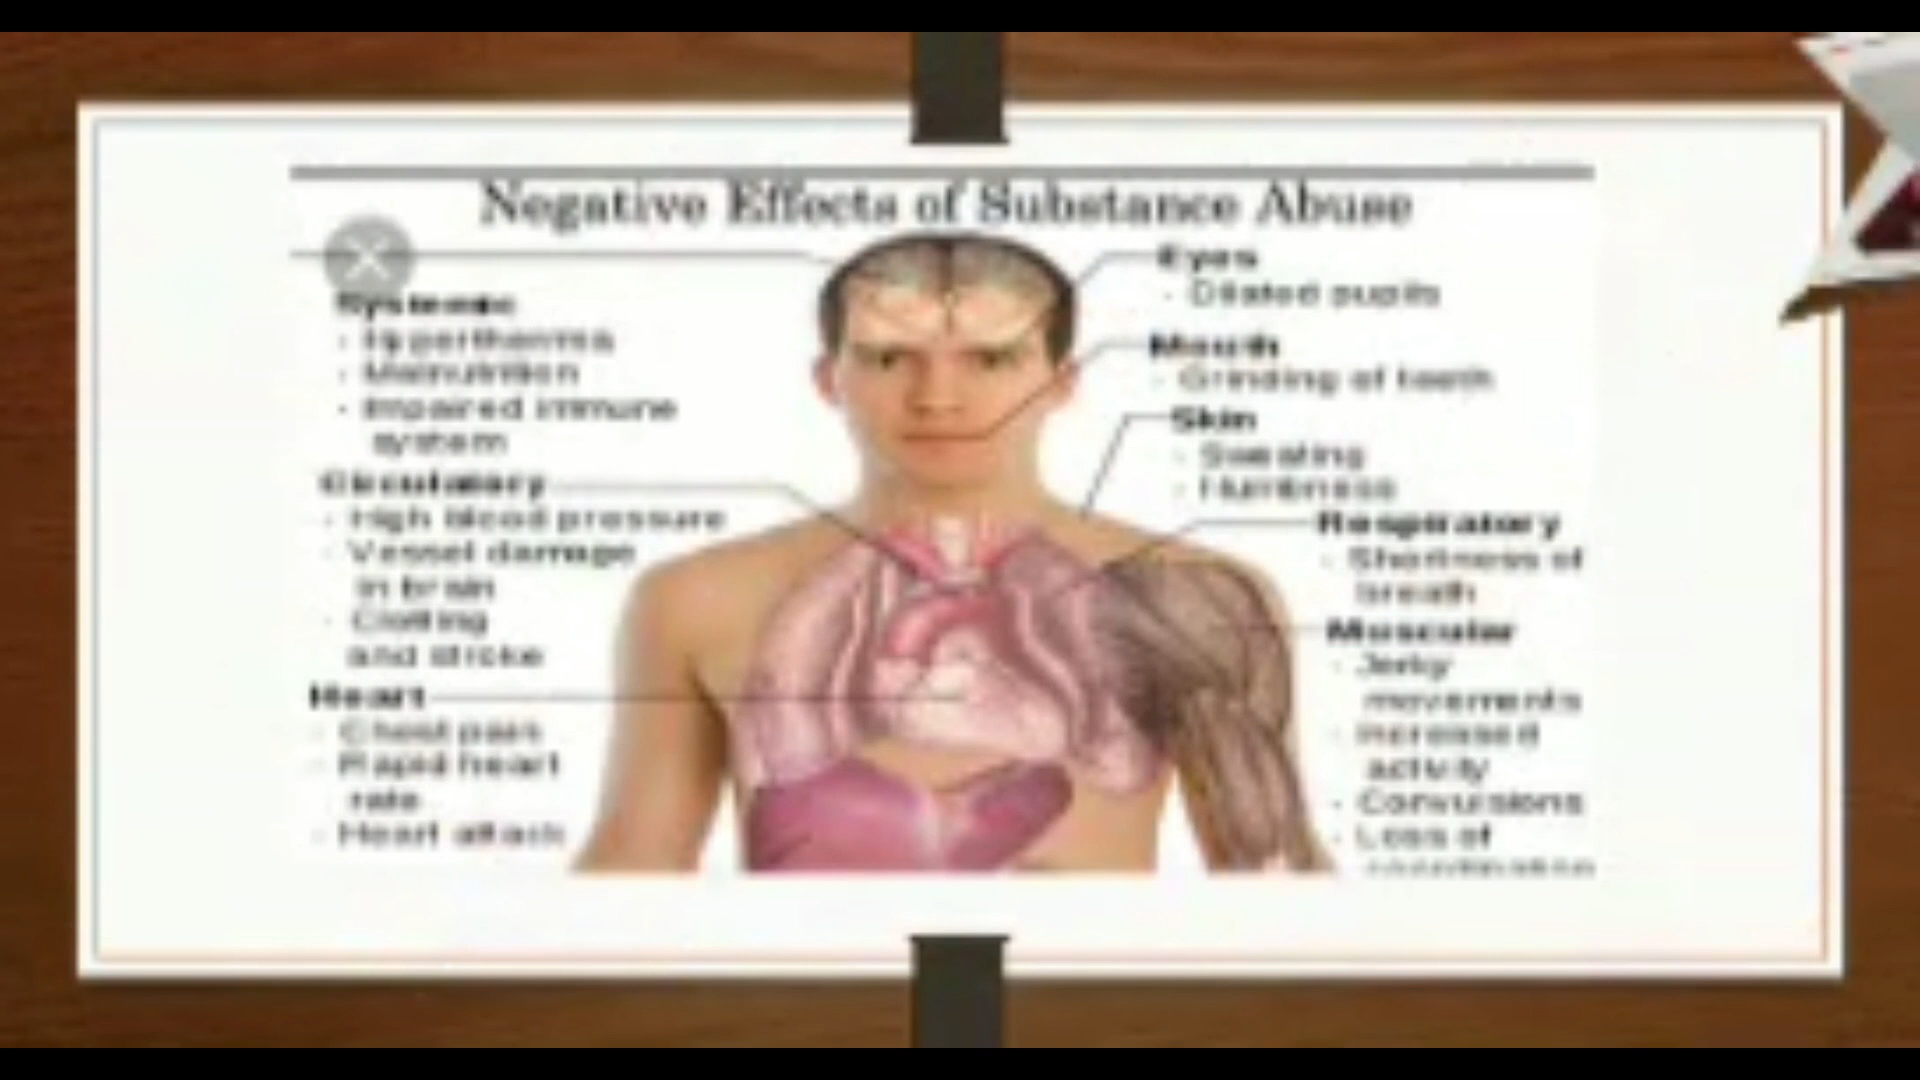 Negative Effects of Substance Abuse
Systemic
- Hyperthermia
- Malnutrition
- Impaired immune
system
Circulatory
- High blood pressure
- Vessel damage
in brain
- Clotting
and stroke
Heart
- Chest pain
- Rapid heart
rate
- Heart attack
Eyes
- Dilated pupils
Mouth
- Grinding of teeth
Skin
- Sweating
- Numbness
Respiratory
- Shortness of
breath
Muscular
- Jerky
movements
- Increased
activity
- Convulsions
- Loss of
coordination